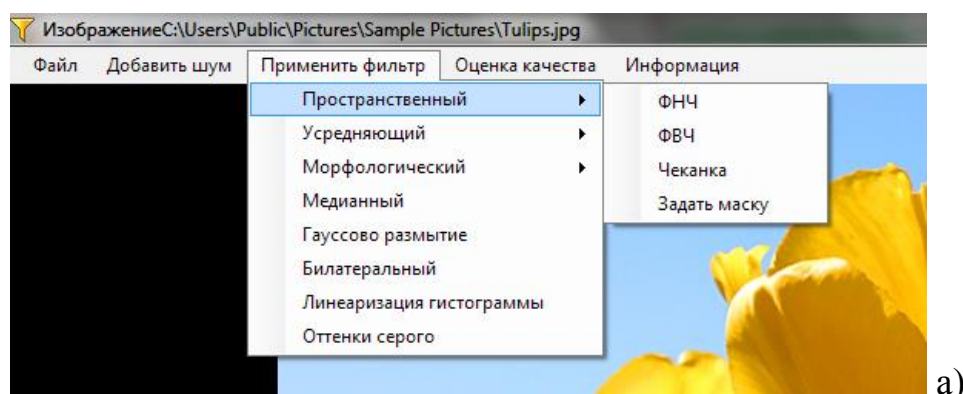 ИзображениеC:\Users\Public\Pictures\Sample Pictures\Tulips.jpg
Файл Добавить шум Применить фильтр Оценка качества Информация
Пространственный
Усредняющий
Морфологический
Медианный
Гауссово размытие
Билатеральный
Линеаризация гистограммы
Оттенки серого
ФНЧ
ФВЧ
Чеканка
Задать маску
а)